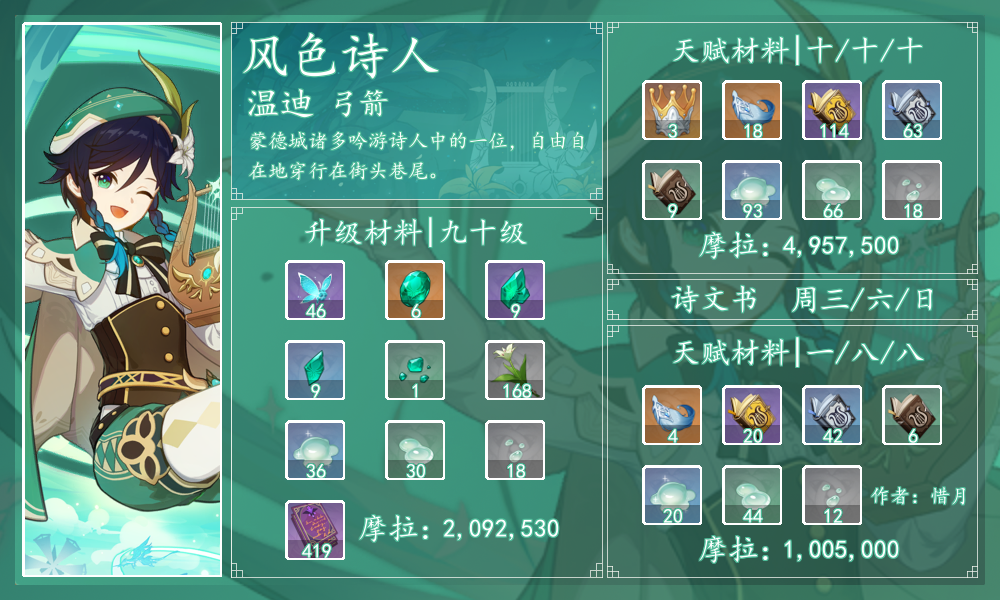 风色诗人
温迪 弓箭
蒙德城诸多吟游诗人中的一位，自由自
在地穿行在街头巷尾。
升级材料|九十级
46 6 9
9 1 168
36 30 18
419 摩拉：2,092,530
天赋材料|十/十/十
3 18 114 63
9 93 66 18
摩拉：4,957,500
诗文书 周三/六/日
天赋材料|一/八/八
4 20 42 6
20 44 12 作者：惜月
摩拉：1,005,000